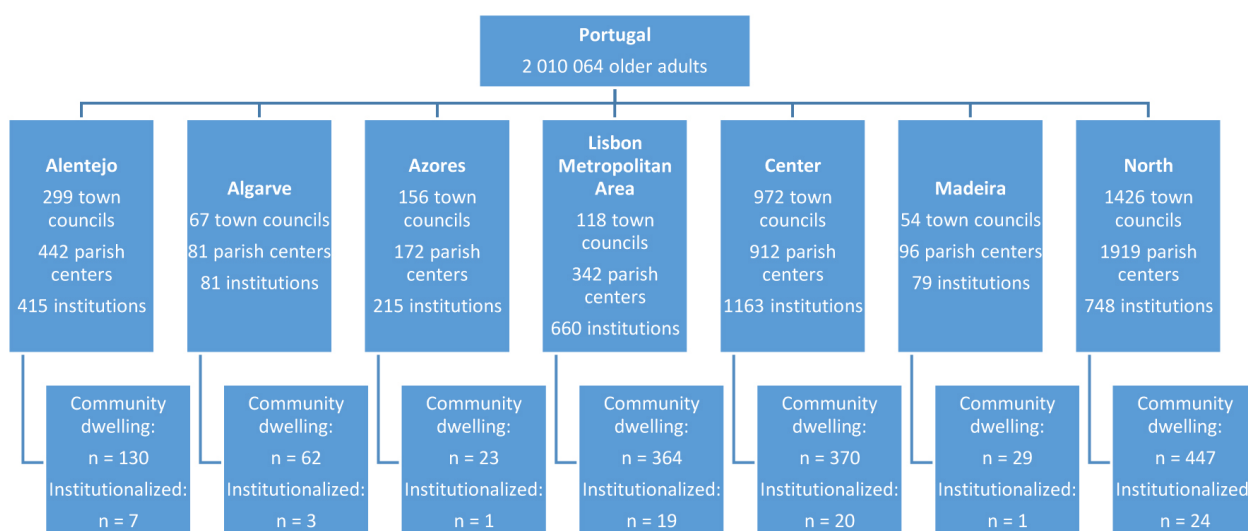 Portugal
2 010 064 older adults
Alentejo
299 town
councils
442 parish
centers
415 institutions
Algarve
67 town councils
81 parish centers
81 institutions
Azores
156 town
councils
172 parish
centers
215 institutions
Lisbon
Metropolitan
Area
118 town
councils
342 parish
centers
660 institutions
Center
972 town
councils
912 parish
centers
1163 institutions
Madeira
54 town councils
96 parish centers
79 institutions
North
1426 town
councils
1919 parish
centers
748 institutions
Community
dwelling:
n = 130
Institutionalized:
n = 7
Community
dwelling:
n = 62
Institutionalized:
n = 3
Community
dwelling:
n = 23
Institutionalized:
n = 1
Community
dwelling:
n = 364
Institutionalized:
n = 19
Community
dwelling:
n = 370
Institutionalized:
n = 20
Community
dwelling:
n = 29
Institutionalized:
n = 1
Community
dwelling:
n = 447
Institutionalized:
n = 24